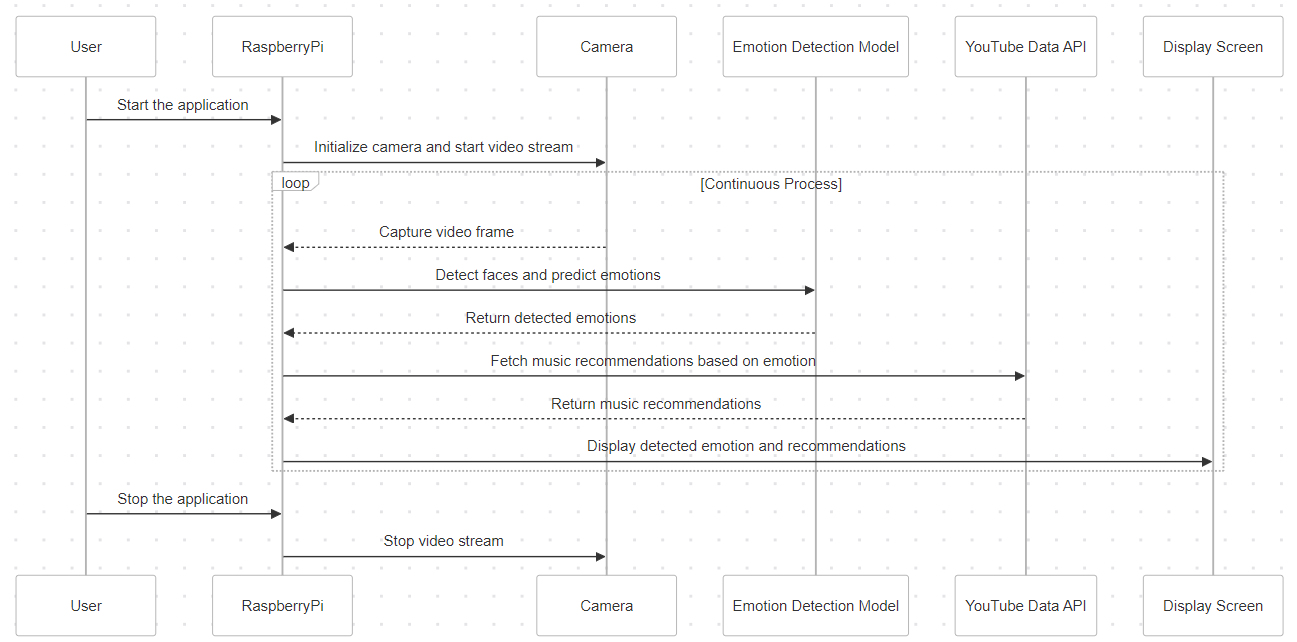 User
RaspberryPi
Camera
Emotion Detection Model
YouTube Data API
Display Screen
Start the application
Initialize camera and start video stream
loop
[Continuous Process]
Capture video frame
Detect faces and predict emotions
Return detected emotions
Fetch music recommendations based on emotion
Return music recommendations
Display detected emotion and recommendations
Stop the application
Stop video stream
User
RaspberryPi
Camera
Emotion Detection Model
YouTube Data API
Display Screen